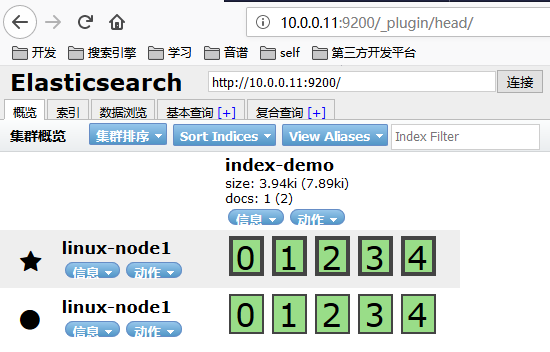 10.0.0.11:9200/_plugin/head/
开发 搜索引擎 学习 音谱 self 第三方开发平台
Elasticsearch http://10.0.0.11:9200/ 连接
概览 索引 数据浏览 基本查询 [+] 复合查询 [+]
集群概览 集群排序 Sort Indices View Aliases Index Filter
index-demo
size: 3.94ki (7.89ki)
docs: 1 (2)
信息 动作
linux-node1 0 1 2 3 4
信息 动作
linux-node1 0 1 2 3 4
信息 动作